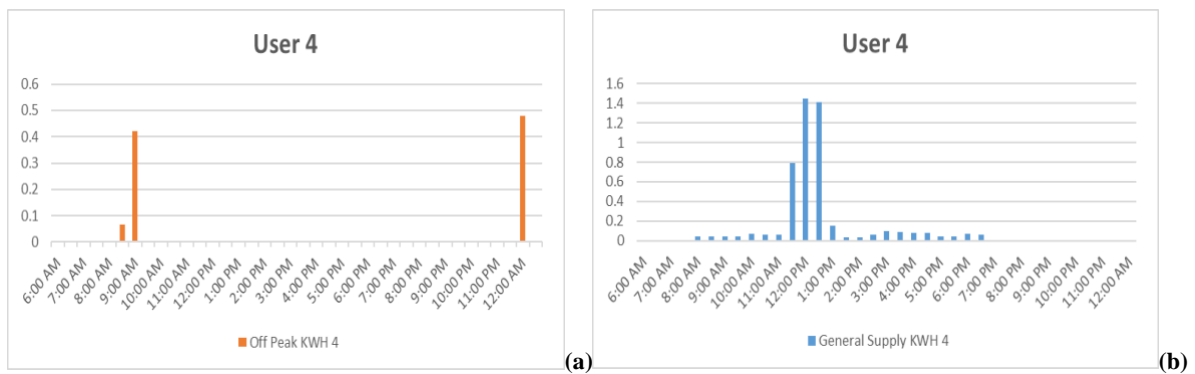 User 4
0.6
0.5
0.4
0.3
0.2
0.1
0
6:00 AM 7:00 AM 8:00 AM 9:00 AM 10:00 AM 11:00 AM 12:00 PM 1:00 PM 2:00 PM 3:00 PM 4:00 PM 5:00 PM 6:00 PM 7:00 PM 8:00 PM 9:00 PM 10:00 PM 11:00 PM 12:00 AM
Off Peak KWH 4
(a)
User 4
1.6
1.4
1.2
1
0.8
0.6
0.4
0.2
0
6:00 AM 7:00 AM 8:00 AM 9:00 AM 10:00 AM 11:00 AM 12:00 PM 1:00 PM 2:00 PM 3:00 PM 4:00 PM 5:00 PM 6:00 PM 7:00 PM 8:00 PM 9:00 PM 10:00 PM 11:00 PM 12:00 AM
General Supply KWH 4
(b)